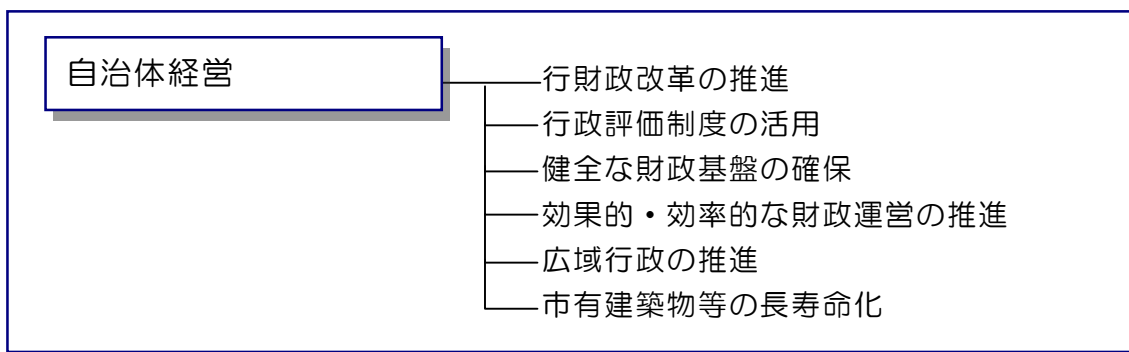 自治体経営
行財政改革の推進
行政評価制度の活用
健全な財政基盤の確保
効果的・効率的な財政運営の推進
広域行政の推進
市有建築物等の長寿命化